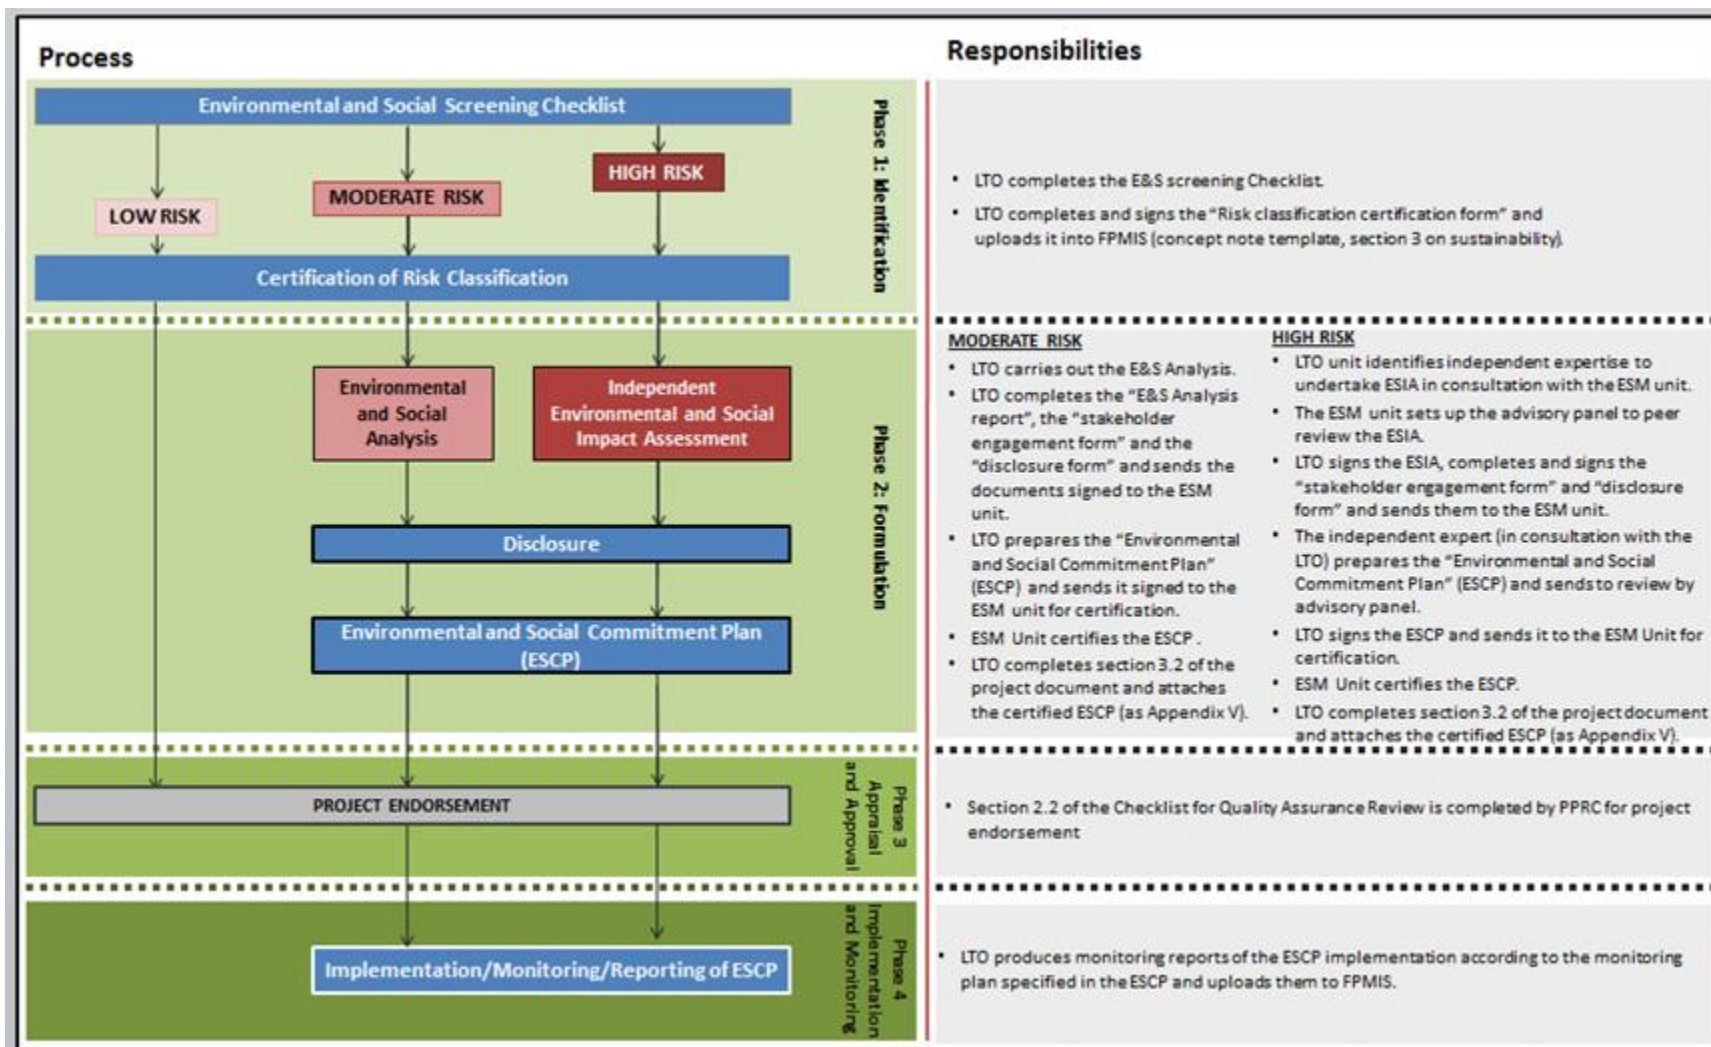 Process
Environmental and Social Screening Checklist
LOW RISK
MODERATE RISK
HIGH RISK
Certification of Risk Classification
Phase 1: Identification
Environmental
and Social
Analysis
Independent
Environmental and Social
Impact Assessment
Disclosure
Environmental and Social Commitment Plan
(ESCP)
Phase 2: Formulation
PROJECT ENDORSEMENT
Phase 3
Appraisal
and Approval
Implementation/Monitoring/Reporting of ESCP
Phase 4
Implementation
and Monitoring
Responsibilities
• LTO completes the E&S screening Checklist.
• LTO completes and signs the “Risk classification certification form” and
uploads it into FPMIS (concept note template, section 3 on sustainability).
MODERATE RISK
• LTO carries out the E&S Analysis.
• LTO completes the “E&S Analysis
report”, the “stakeholder
engagement form” and the
“disclosure form” and sends the
documents signed to the ESM
unit.
• LTO prepares the “Environmental
and Social Commitment Plan”
(ESCP) and sends it signed to the
ESM unit for certification.
• ESM Unit certifies the ESCP .
• LTO completes section 3.2 of the
project document and attaches
the certified ESCP (as Appendix V).
HIGH RISK
• LTO unit identifies independent expertise to
undertake ESIA in consultation with the ESM unit.
• The ESM unit sets up the advisory panel to peer
review the ESIA.
• LTO signs the ESIA, completes and signs the
“stakeholder engagement form” and “disclosure
form” and sends them to the ESM unit.
• The independent expert (in consultation with the
LTO) prepares the “Environmental and Social
Commitment Plan” (ESCP) and sends to review by
advisory panel.
• LTO signs the ESCP and sends it to the ESM Unit for
certification.
• ESM Unit certifies the ESCP.
• LTO completes section 3.2 of the project document
and attaches the certified ESCP (as Appendix V).
• Section 2.2 of the Checklist for Quality Assurance Review is completed by PPRC for project
endorsement
• LTO produces monitoring reports of the ESCP implementation according to the monitoring
plan specified in the ESCP and uploads them to FPMIS.